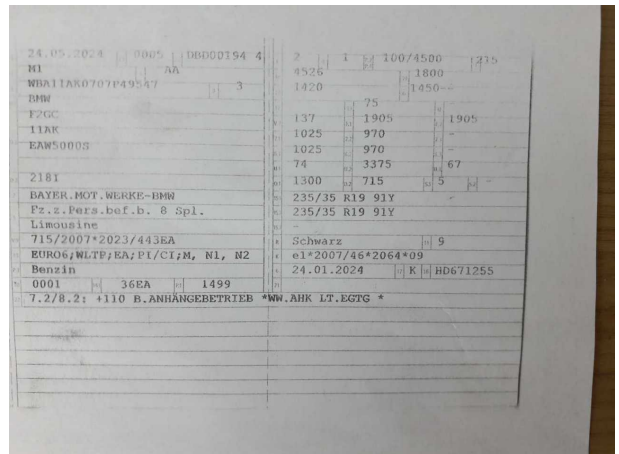 24.05.2024 0005 DBD00194 4
M1 AA
WBA11AK0707P49547 3
BMW
F2GC
11AK
EAW5000S
218i
BAYER.MOT.WERKE-BMW
Fz.z.Pers.bef.b. 8 Spl.
Limousine
715/2007*2023/443EA
EURO6;WLTP;EA;PI/CI;M, N1, N2
Benzin
0001 36EA 1499
2 1 100/4500 215
4526 1800
1420 1450--
75
137 1905 1905
1025 970 -
1025 970 -
74 3375 67
1300 715 5 -
235/35 R19 91Y
235/35 R19 91Y
-
Schwarz 9
e1*2007/46*2064*09
24.01.2024 K HD671255
7.2/8.2: +110 B.ANHÄNGEBETRIEB *WW.AHK LT.EGTG *